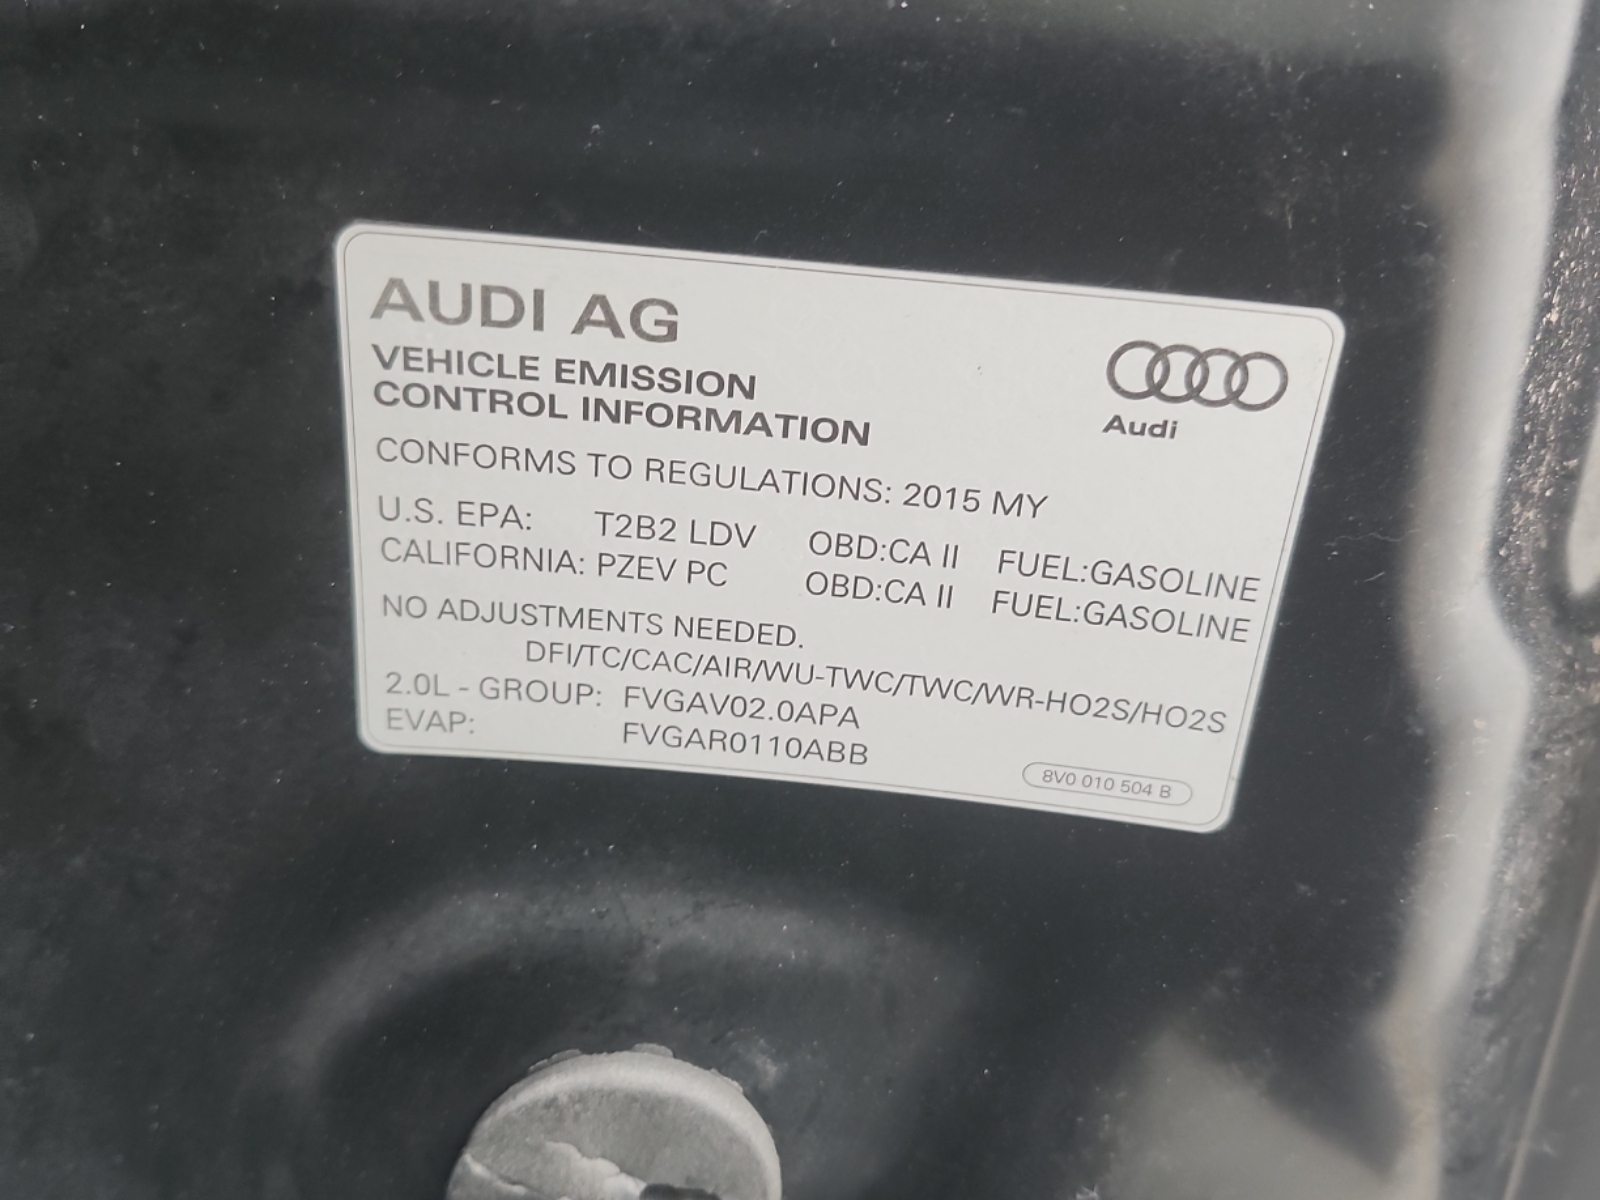 AUDI AG
VEHICLE EMISSION
CONTROL INFORMATION
Audi
CONFORMS TO REGULATIONS: 2015 MY
U.S. EPA: T2B2 LDV OBD:CA II FUEL:GASOLINE
CALIFORNIA: PZEV PC OBD:CA II FUEL:GASOLINE
NO ADJUSTMENTS NEEDED.
DFI/TC/CAC/AIR/WU-TWC/TWC/WR-HO2S/HO2S
2.0L - GROUP: FVGAV02.0APA
EVAP: FVGAR0110ABB
8V0 010 504 B